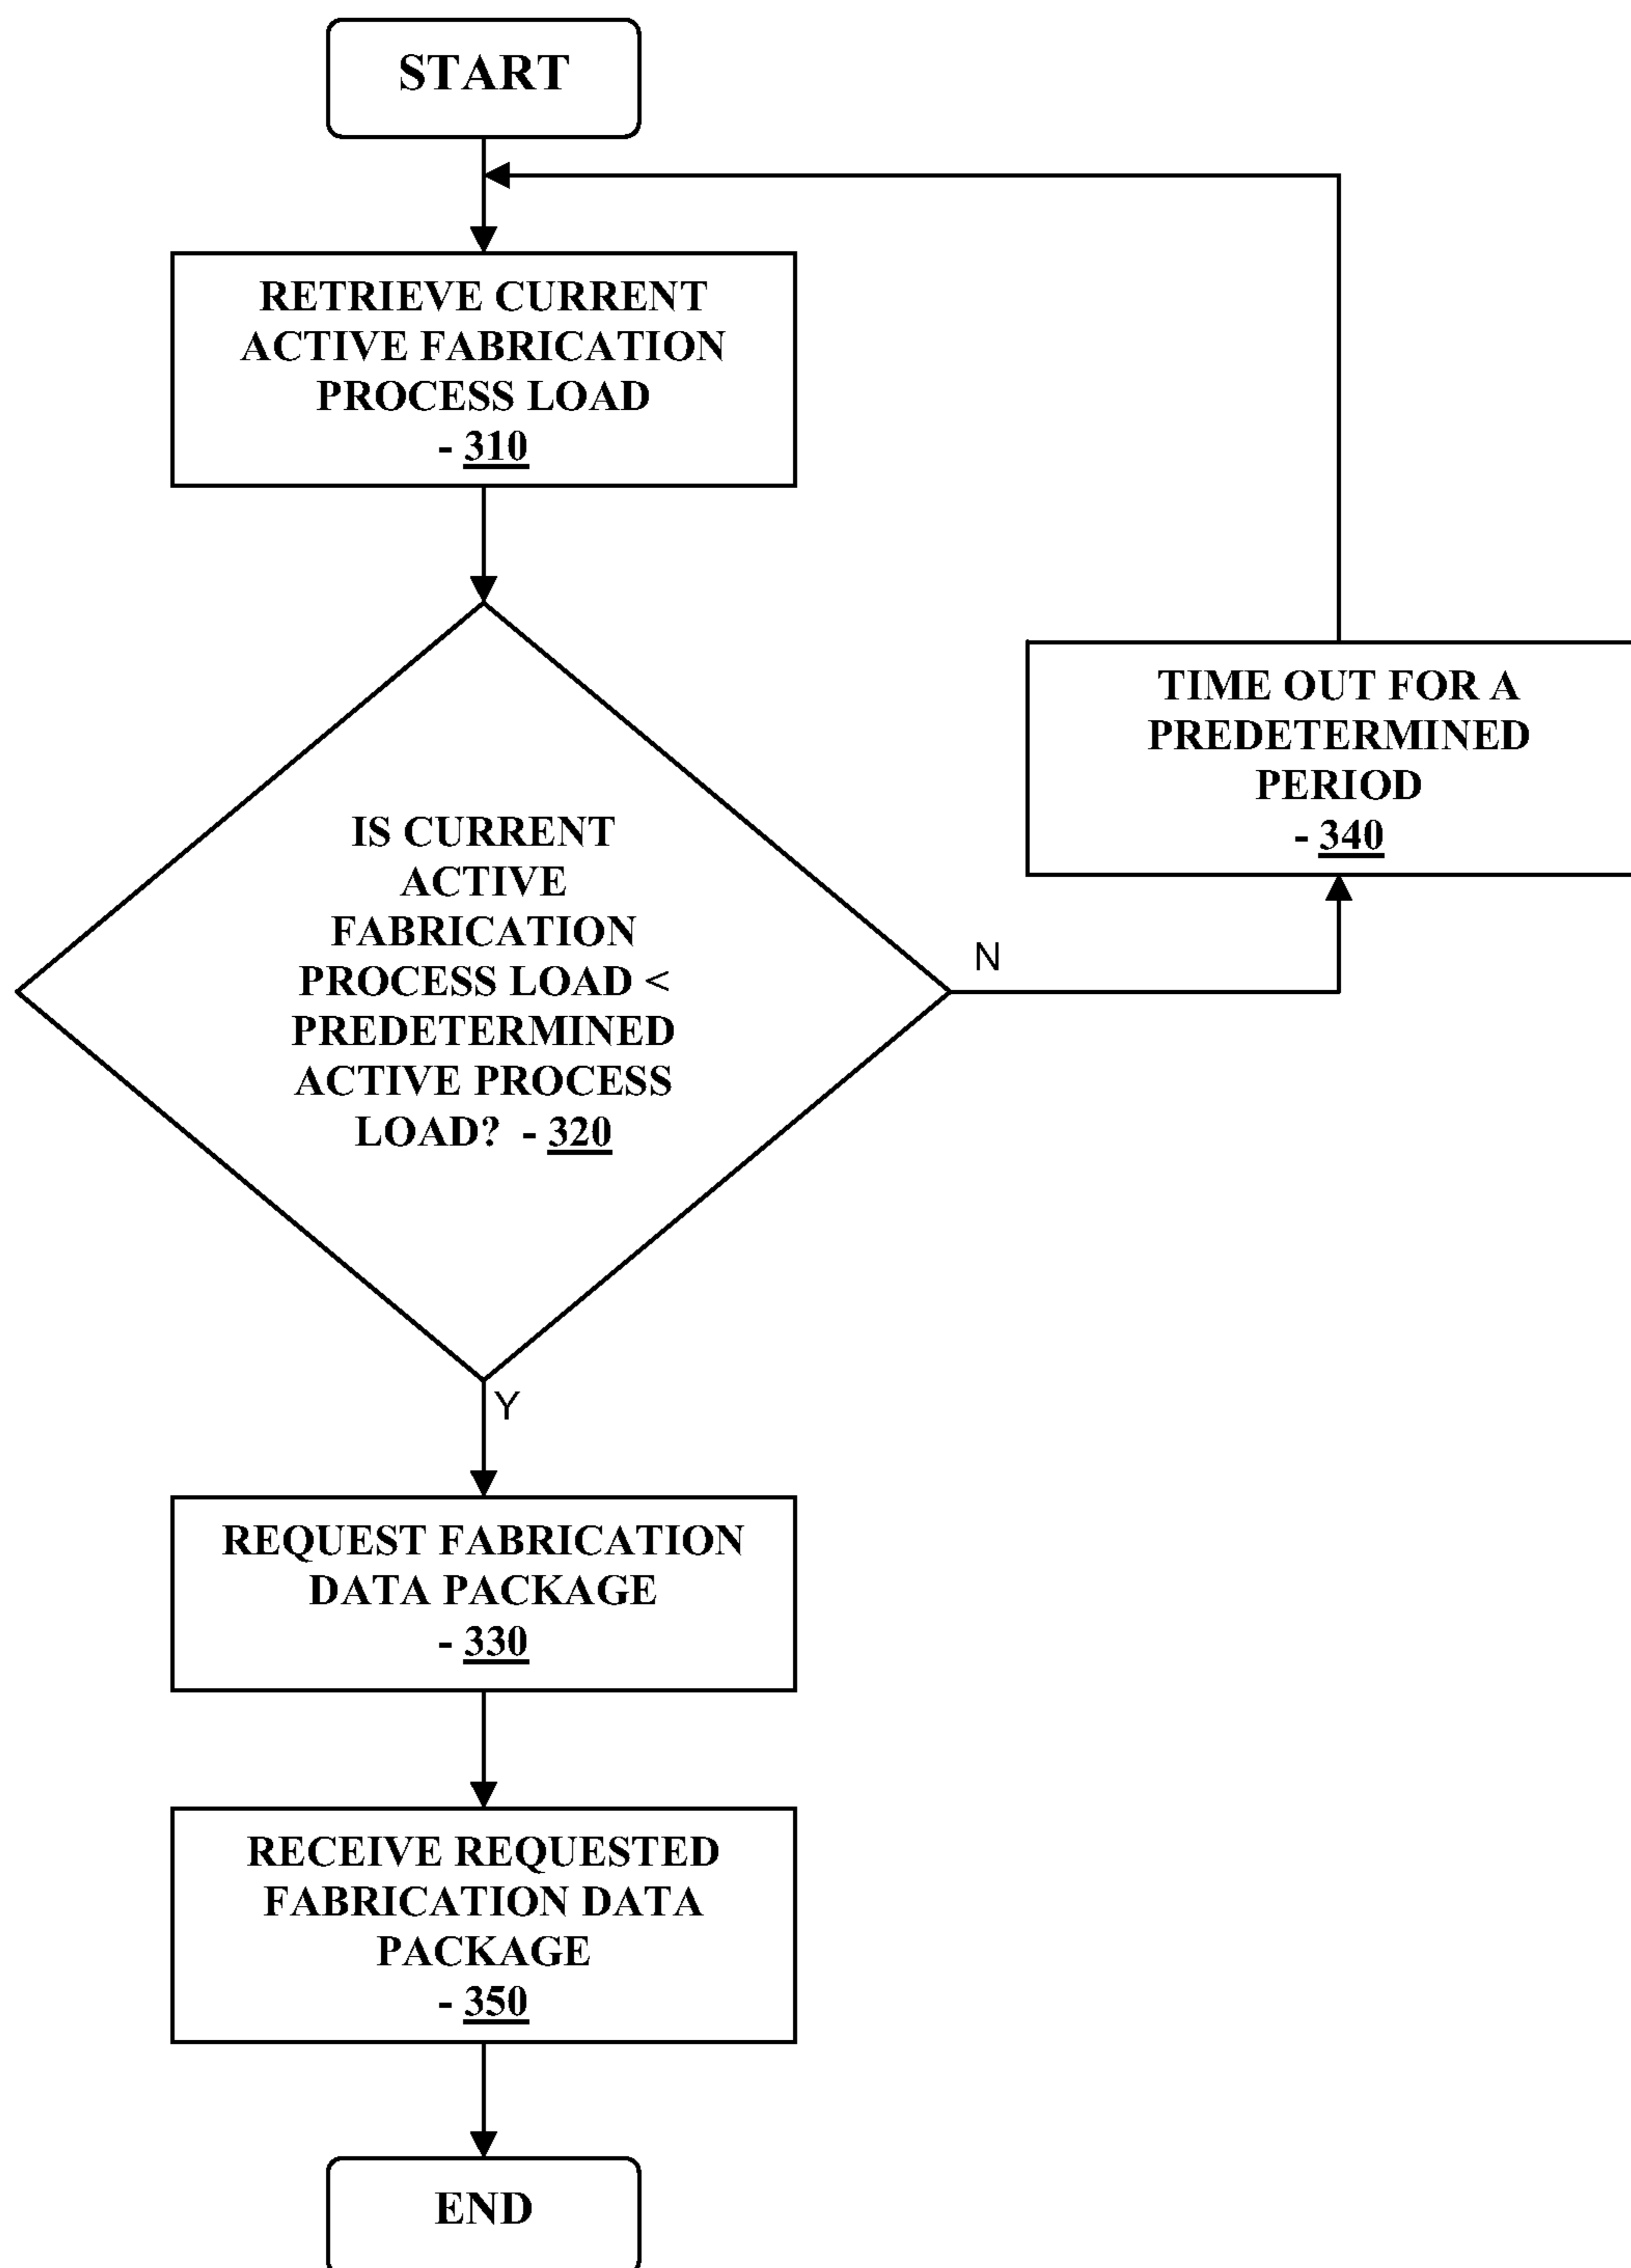 START
RETRIEVE CURRENT
ACTIVE FABRICATION
PROCESS LOAD
- 310
IS CURRENT
ACTIVE
FABRICATION
PROCESS LOAD <
PREDETERMINED
ACTIVE PROCESS
LOAD? - 320
N
TIME OUT FOR A
PREDETERMINED
PERIOD
- 340
Y
REQUEST FABRICATION
DATA PACKAGE
- 330
RECEIVE REQUESTED
FABRICATION DATA
PACKAGE
- 350
END